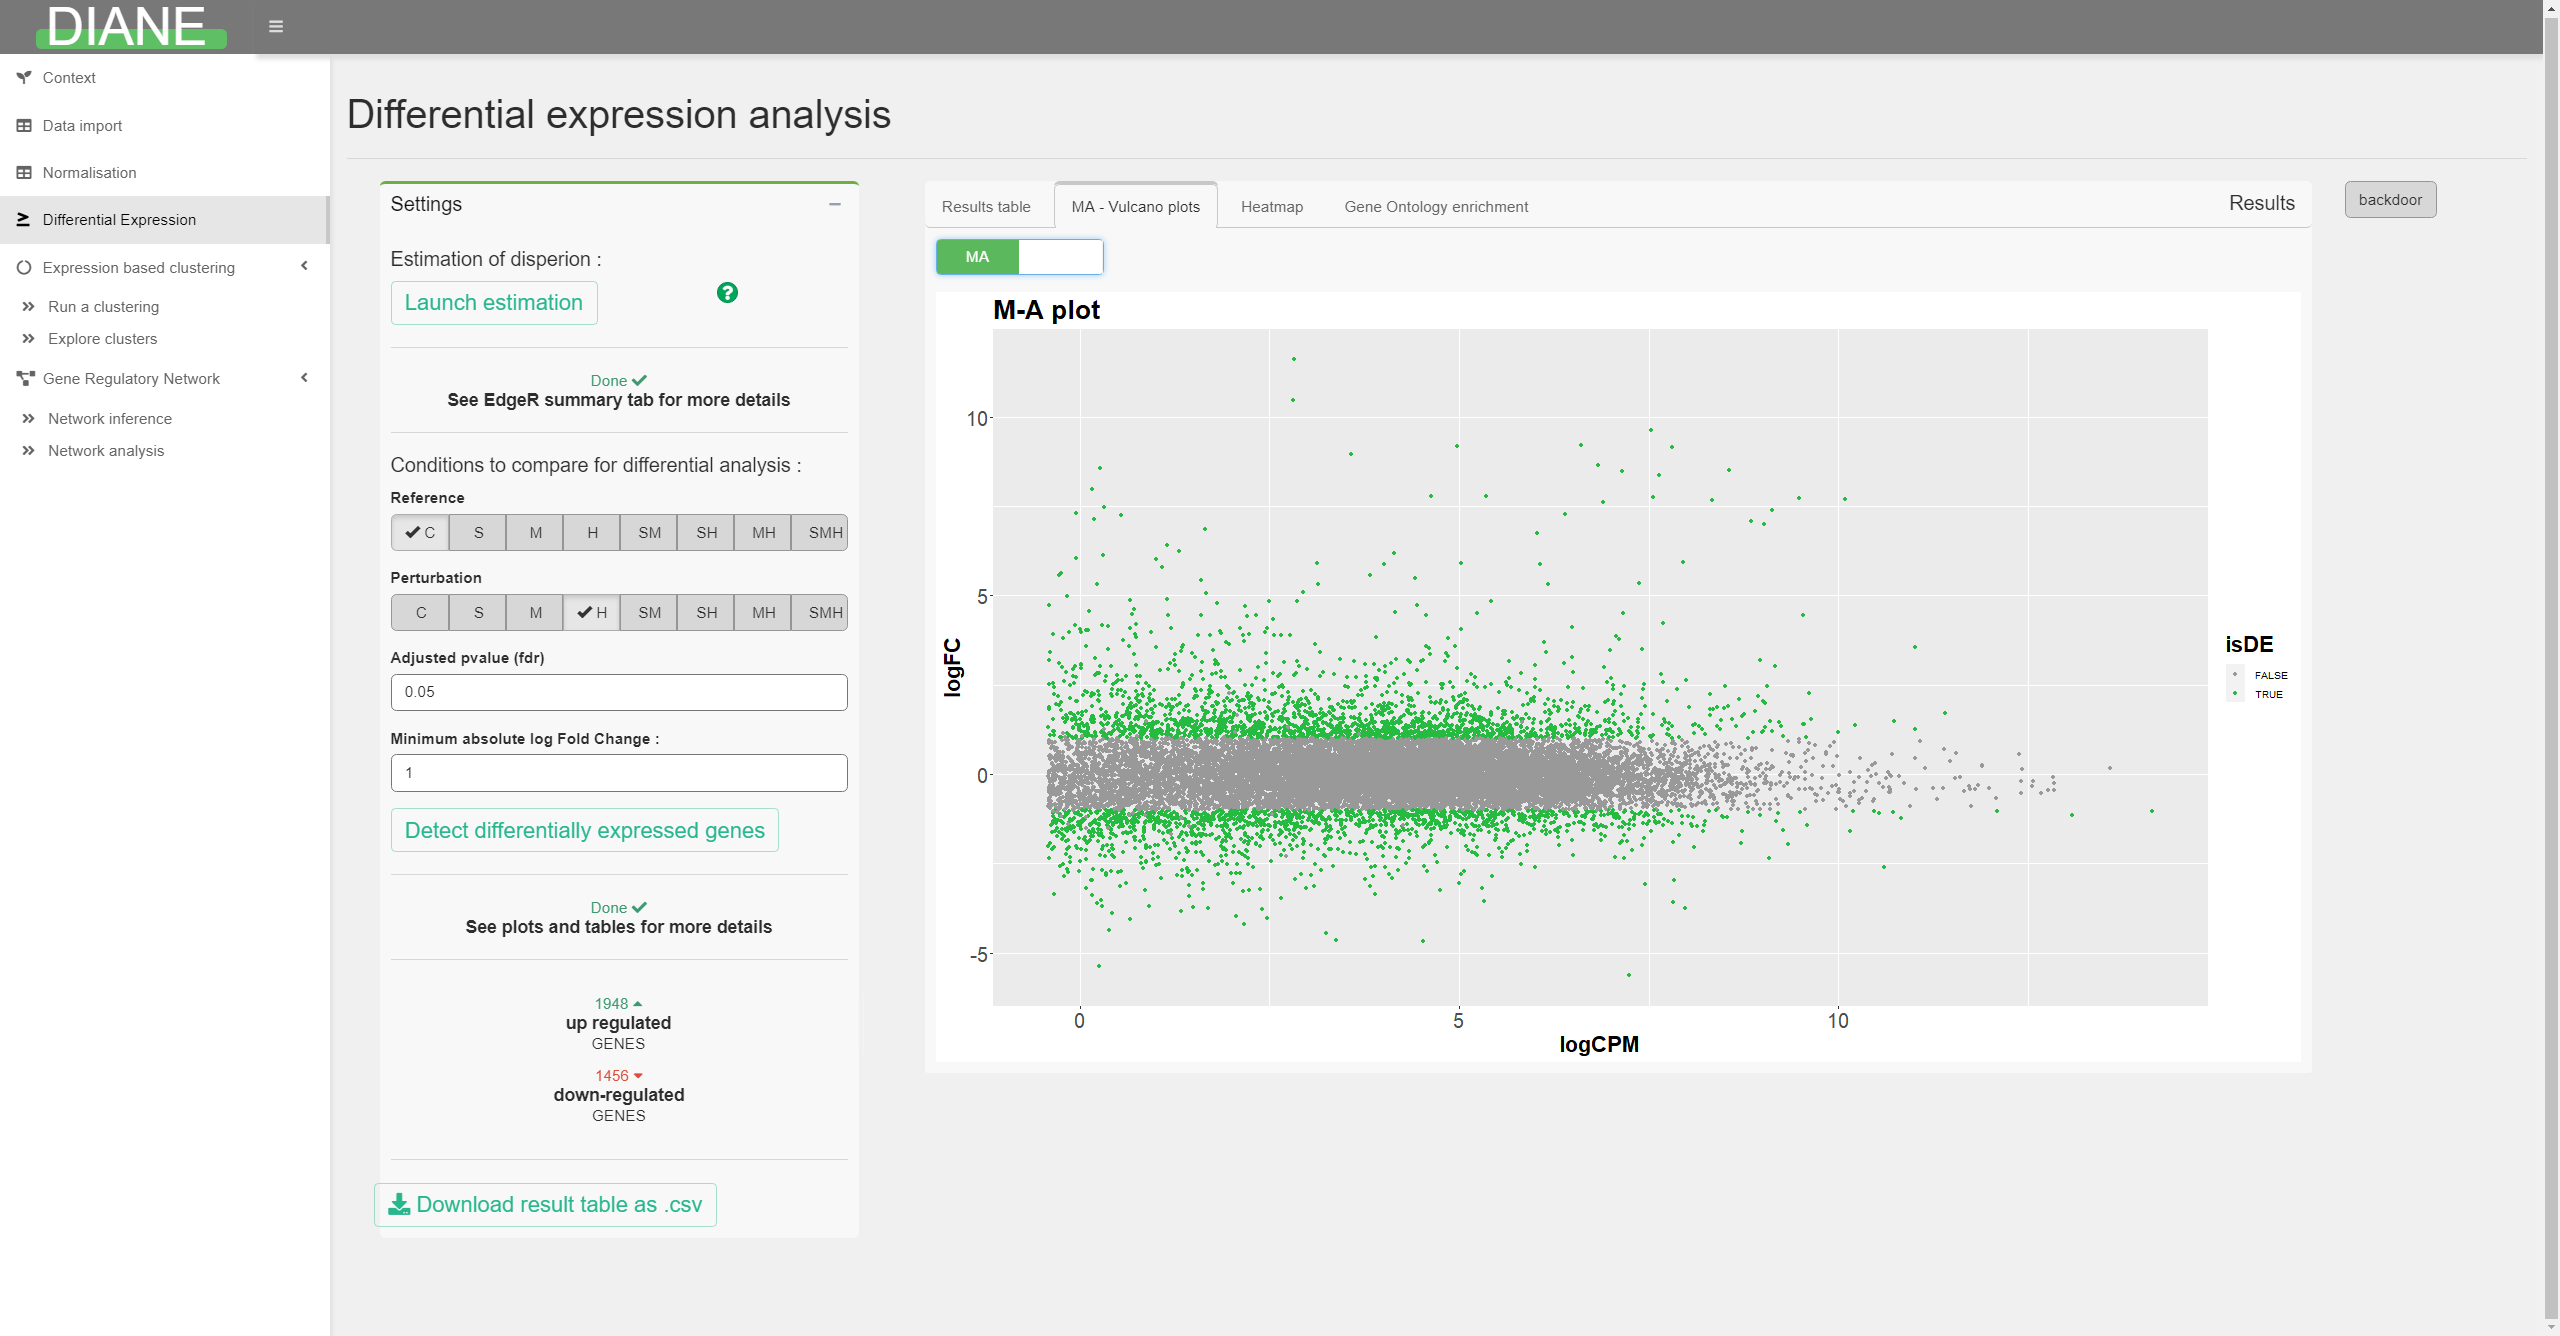 DIANE
Context
Data import
Normalisation
Differential Expression
Expression based clustering
Run a clustering
Explore clusters
Gene Regulatory Network
Network inference
Network analysis
Differential expression analysis
Settings
Estimation of disperion :
Launch estimation
?
Done
See EdgeR summary tab for more details
Conditions to compare for differential analysis :
Reference
C S M H SM SH MH SMH
Perturbation
C S M H SM SH MH SMH
Adjusted pvalue (fdr)
0.05
Minimum absolute log Fold Change :
1
Detect differentially expressed genes
Done
See plots and tables for more details
1948
up regulated
GENES
1456
down-regulated
GENES
Download result table as .csv
Results table MA - Vulcano plots Heatmap Gene Ontology enrichment Results
backdoor
MA
M-A plot
logFC
10
5
0
-5
0 5 10
logCPM
isDE
FALSE
TRUE